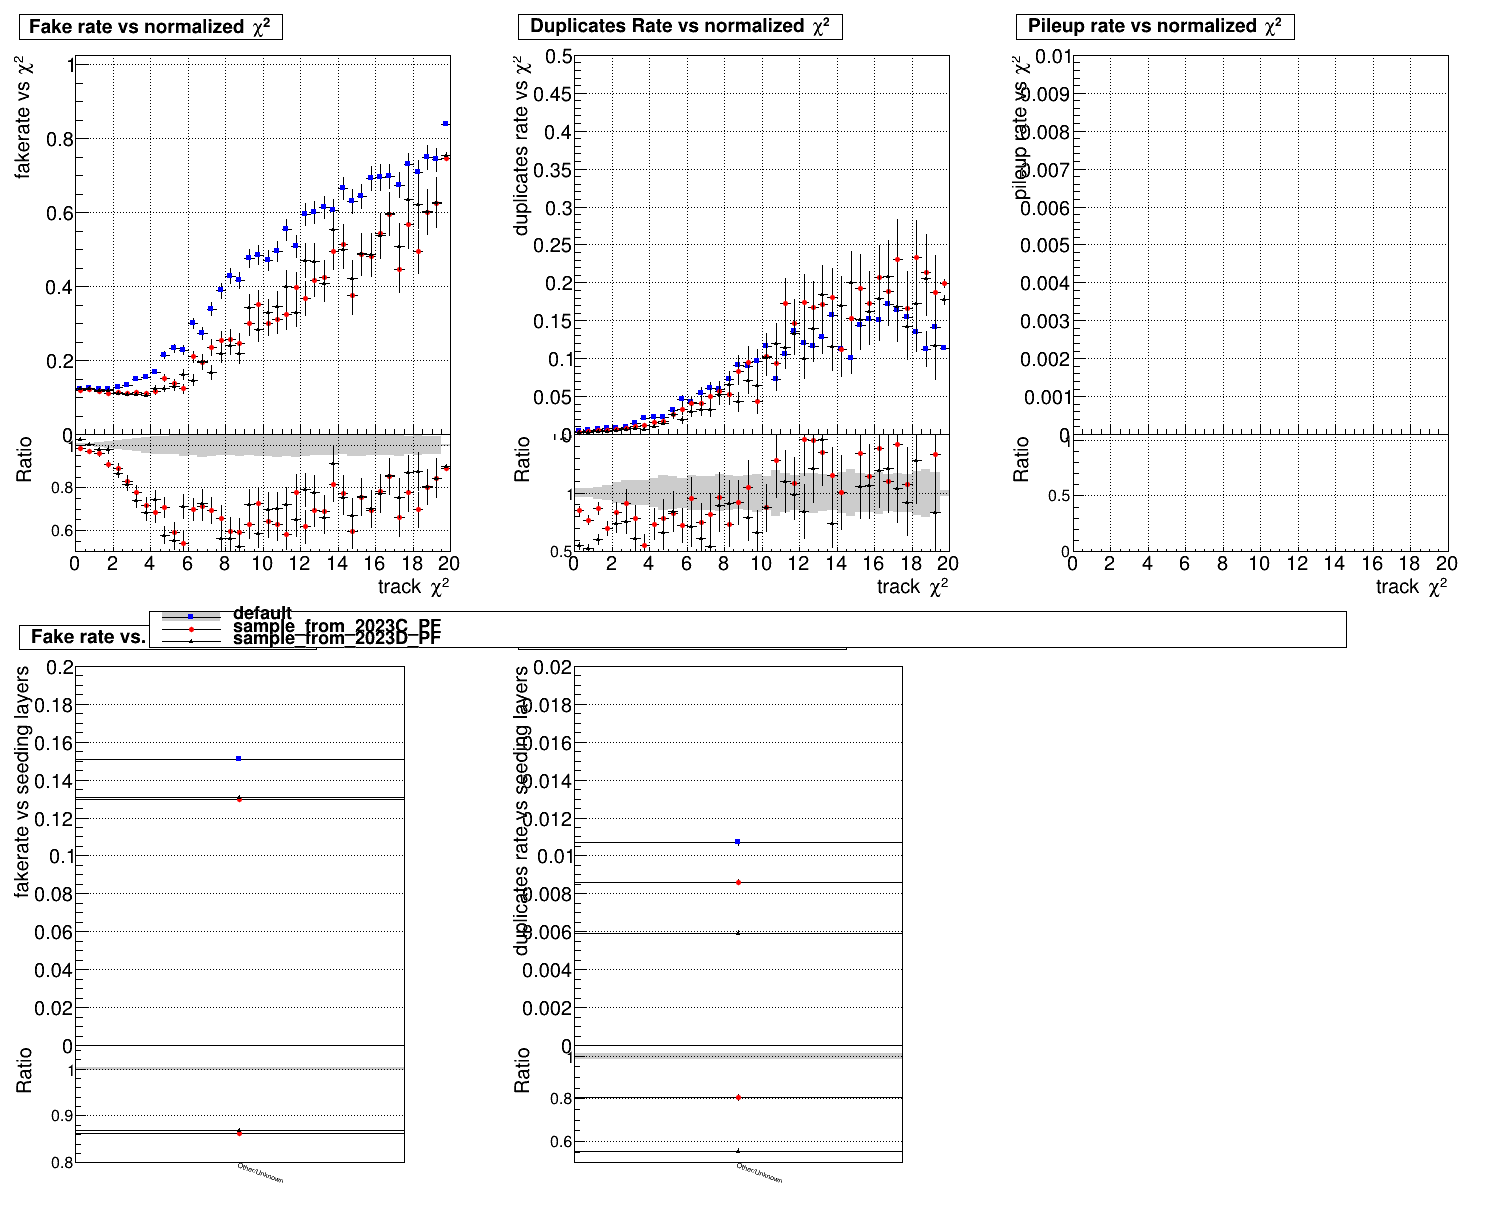 Fake rate vs normalized χ²
fakerate vs χ²
1
0.8
0.6
0.4
0.2
0
Ratio
1
0.8
0.6
0 2 4 6 8 10 12 14 16 18 20
track χ²
Duplicates Rate vs normalized χ²
duplicates rate vs χ²
0.5
0.45
0.4
0.35
0.3
0.25
0.2
0.15
0.1
0.05
0
Ratio
1
0.5
0 2 4 6 8 10 12 14 16 18 20
track χ²
Pileup rate vs normalized χ²
pileup rate vs χ²
0.01
0.009
0.008
0.007
0.006
0.005
0.004
0.003
0.002
0.001
0
Ratio
1
0.5
0
0 2 4 6 8 10 12 14 16 18 20
track χ²
default
sample_from_2023C_PF
sample_from_2023D_PF
Fake rate vs.
fakerate vs seeding layers
0.2
0.18
0.16
0.14
0.12
0.1
0.08
0.06
0.04
0.02
0
Ratio
1
0.9
0.8
Other/Unknown
duplicates rate vs seeding layers
0.02
0.018
0.016
0.014
0.012
0.01
0.008
0.006
0.004
0.002
0
Ratio
1
0.8
0.6
Other/Unknown